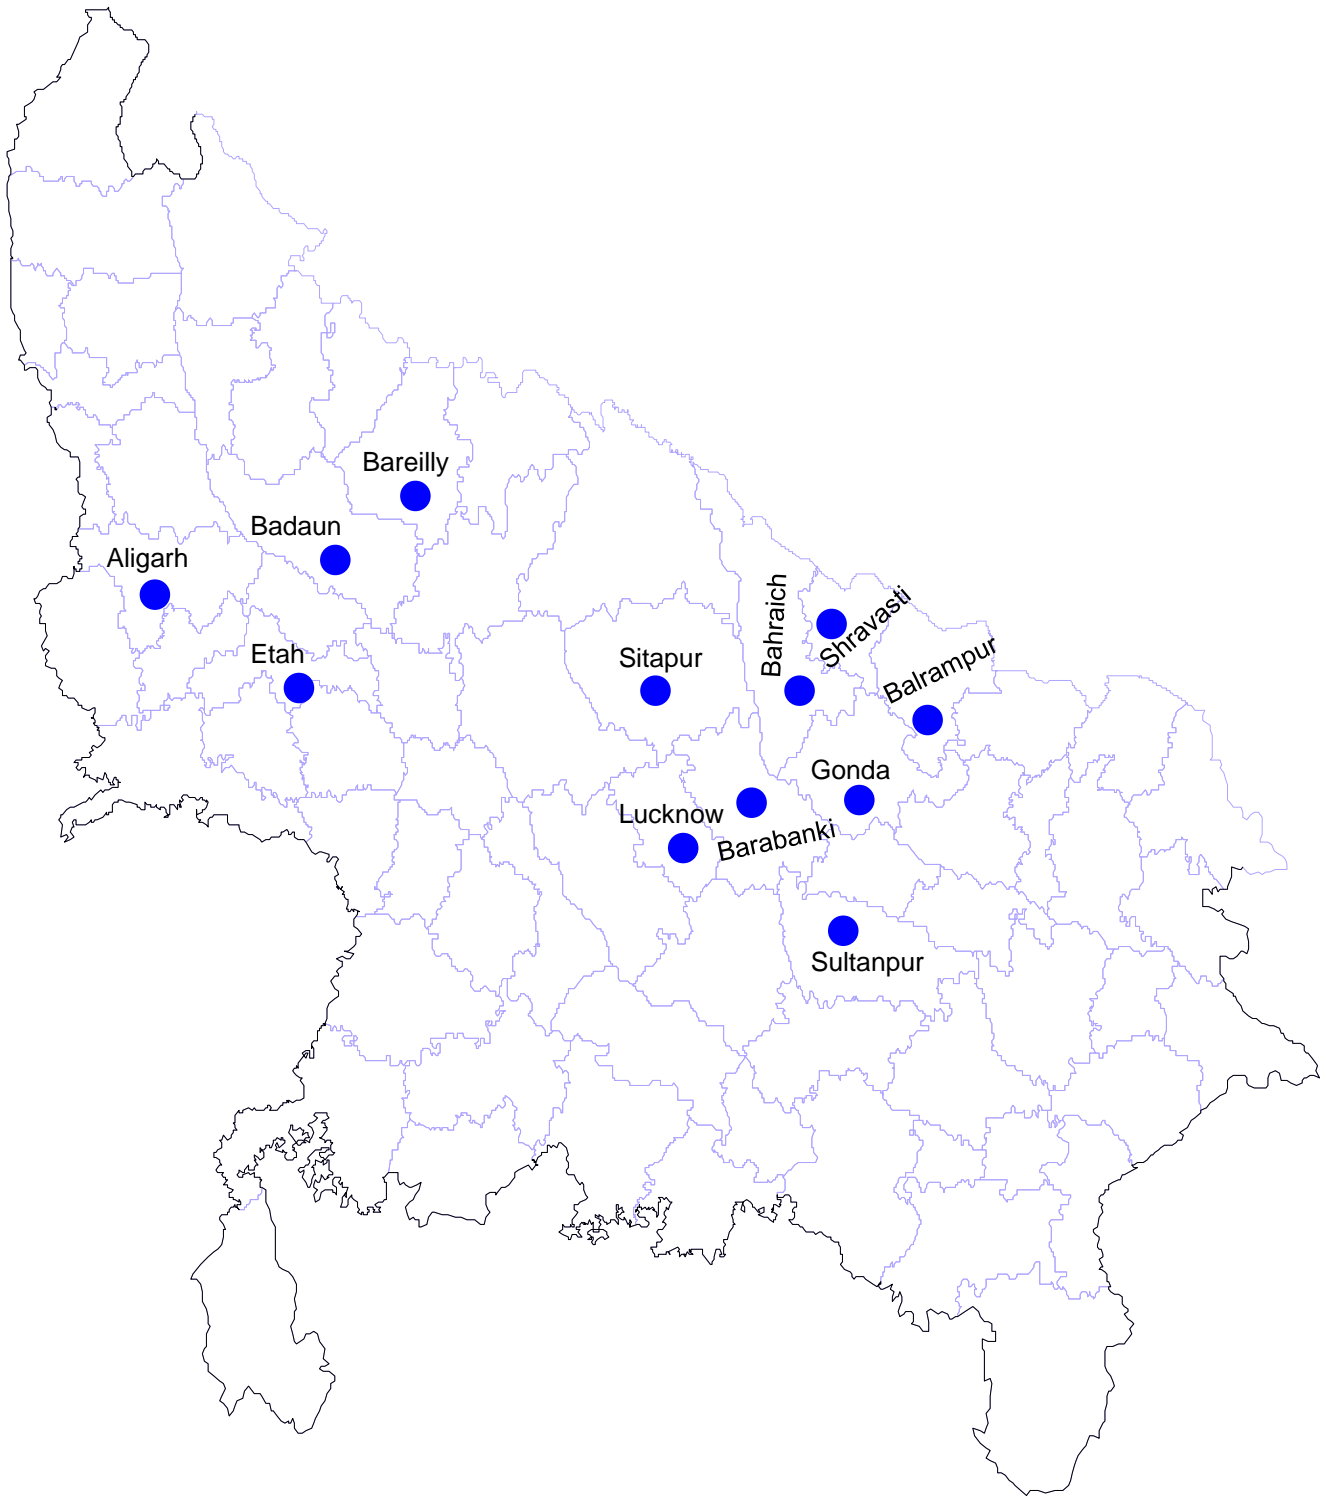 Bareilly
Badaun
Aligarh
Bahraich
Shravasti
Etah
Sitapur
Balrampur
Gonda
Lucknow
Barabanki
Sultanpur